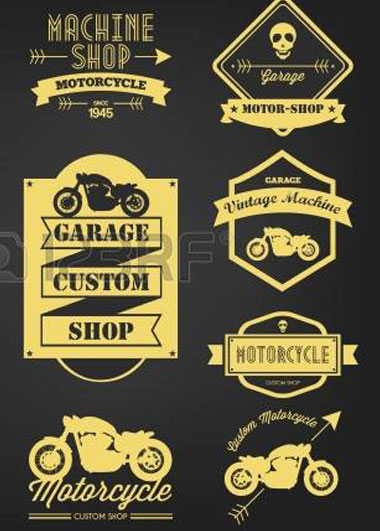 MACHINE
SHOP
MOTORCYCLE
SINCE
1945
Garage
MOTOR-SHOP
GARAGE
CUSTOM
SHOP
GARAGE
Vintage Machine
MOTORCYCLE
CUSTOM SHOP
Motorcycle
CUSTOM SHOP
Custom Motorcycle
123RF